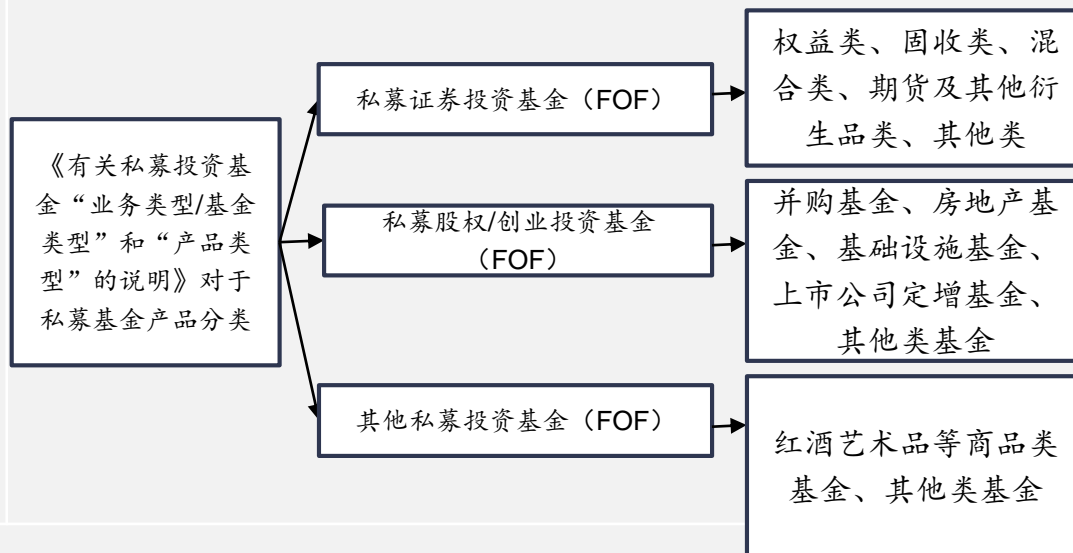 《有关私募投资基
金“业务类型/基金
类型”和“产品类
型”的说明》对于
私募基金产品分类
私募证券投资基金（FOF）
权益类、固收类、混
合类、期货及其他衍
生品类、其他类
私募股权/创业投资基金
（FOF）
并购基金、房地产基
金、基础设施基金、
上市公司定增基金、
其他类基金
其他私募投资基金（FOF）
红酒艺术品等商品类
基金、其他类基金